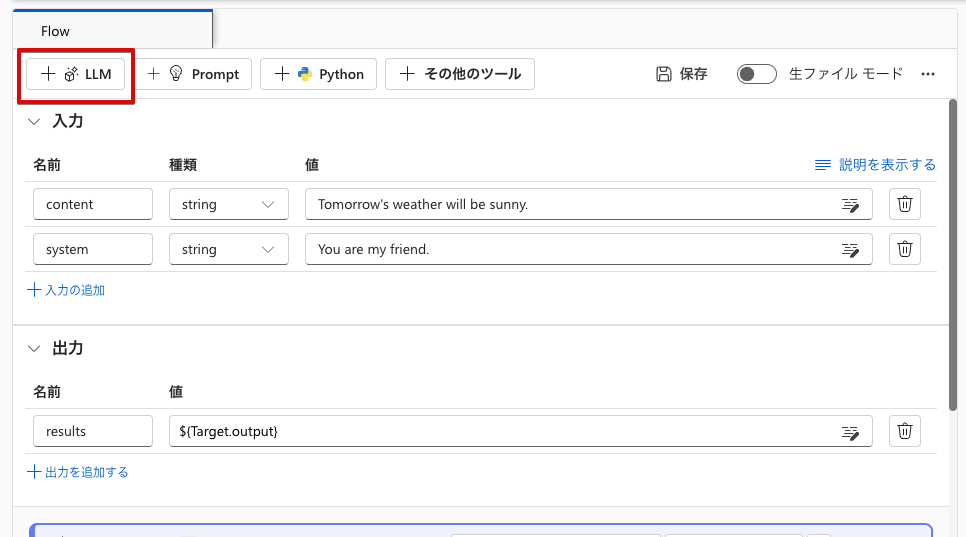 Flow
LLM Prompt Python その他のツール 保存 生ファイル モード
入力
名前 種類 値 説明を表示する
content string Tomorrow's weather will be sunny.
system string You are my friend.
入力の追加
出力
名前 値
results ${Target.output}
出力を追加する